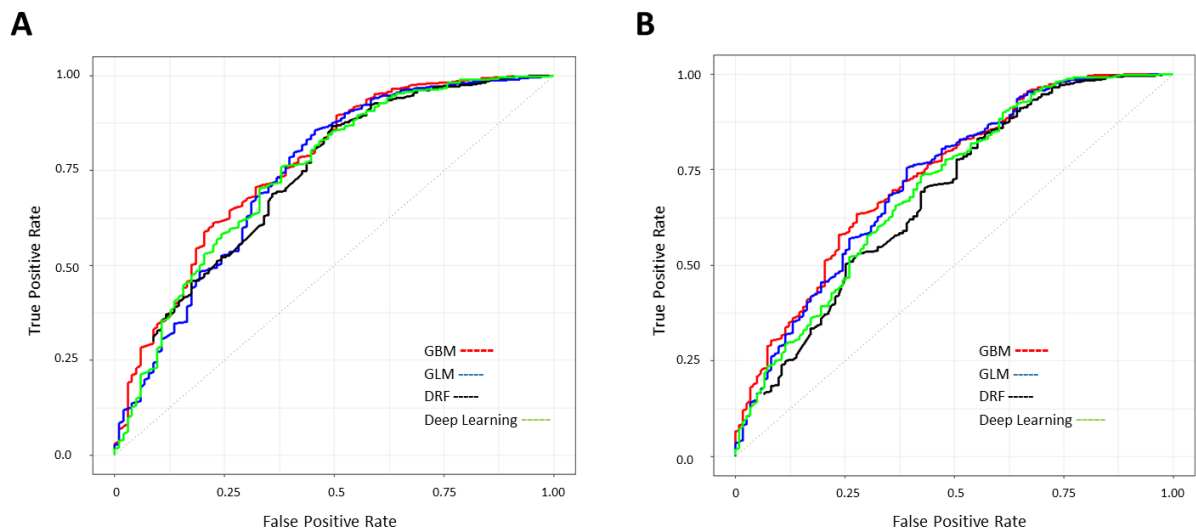 A
True Positive Rate
1.00
0.75
0.50
0.25
0.0
GBM -----
GLM -----
DRF -----
Deep Learning -----
0 0.25 0.5 0.75 1.00
False Positive Rate
B
True Positive Rate
1.00
0.75
0.50
0.25
0.0
GBM -----
GLM -----
DRF -----
Deep Learning -----
0 0.25 0.5 0.75 1.00
False Positive Rate